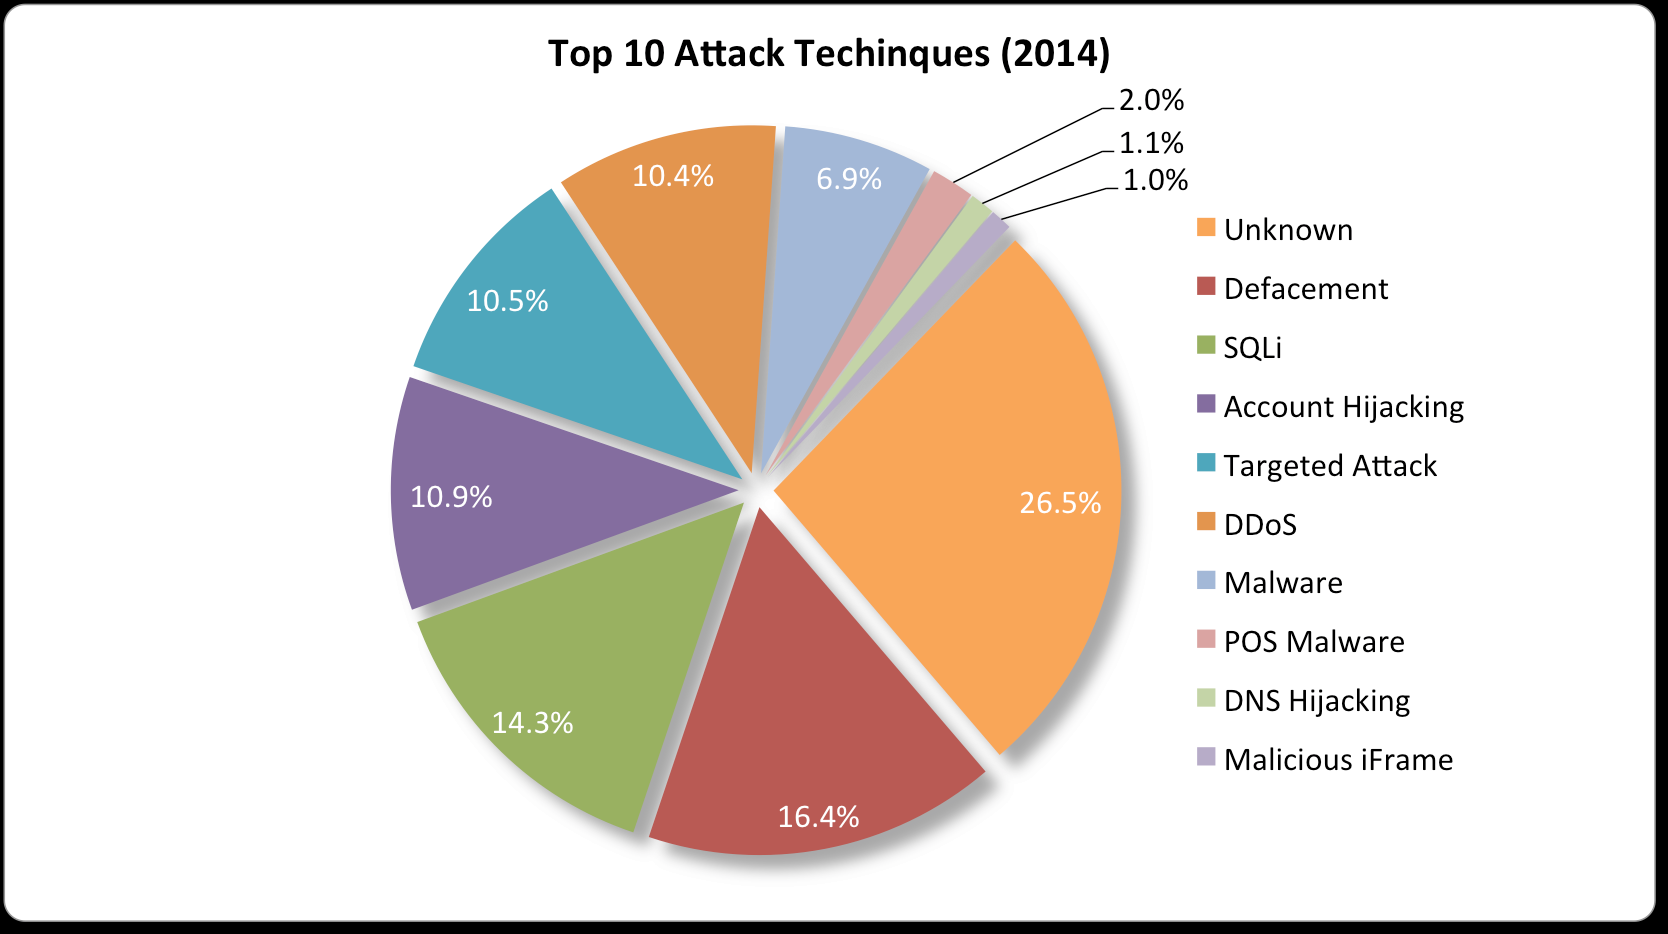 Top 10 Attack Techinques (2014)
2.0%
1.1%
1.0%
10.4%
6.9%
10.5%
10.9%
26.5%
14.3%
16.4%
Unknown
Defacement
SQLi
Account Hijacking
Targeted Attack
DDoS
Malware
POS Malware
DNS Hijacking
Malicious iFrame